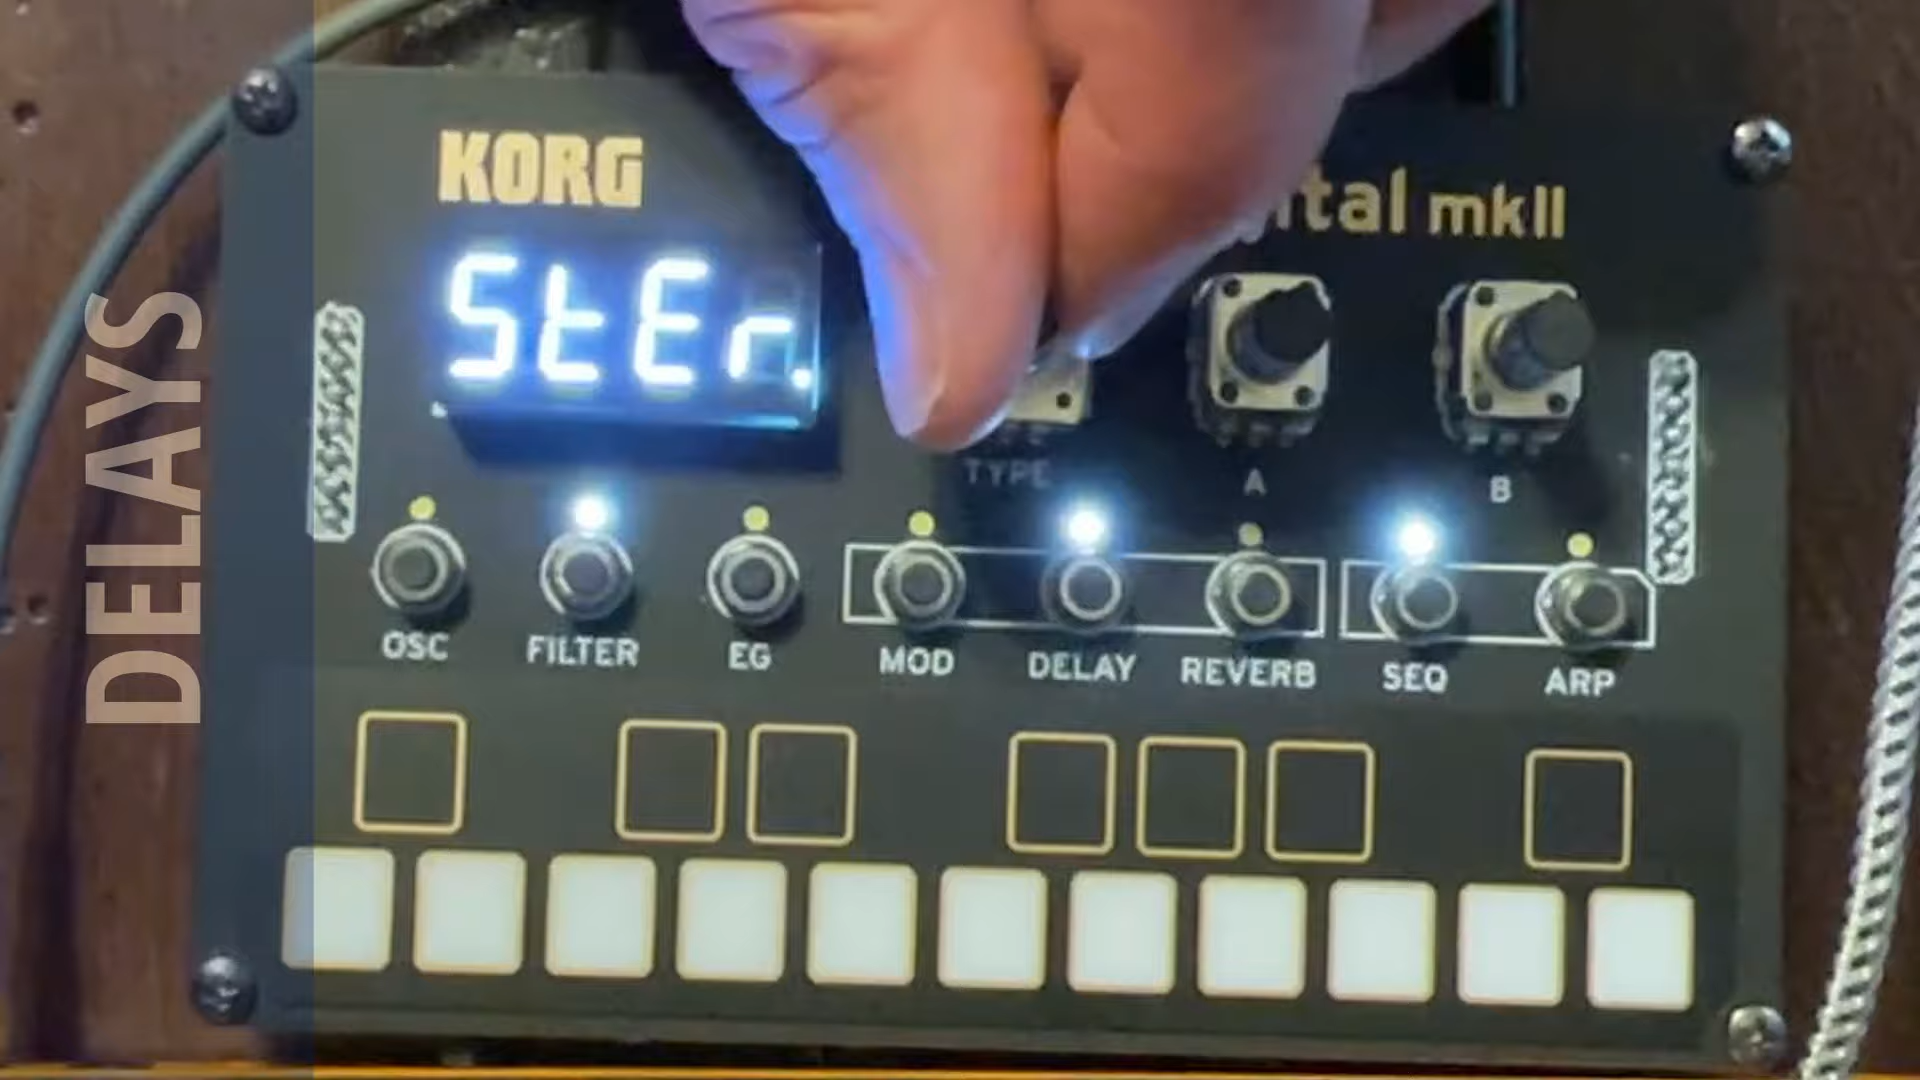 KORG
ital mkII
StEr.
TYPE
A
B
OSC
FILTER
EG
MOD
DELAY
REVERB
SEQ
ARP
DELAYS